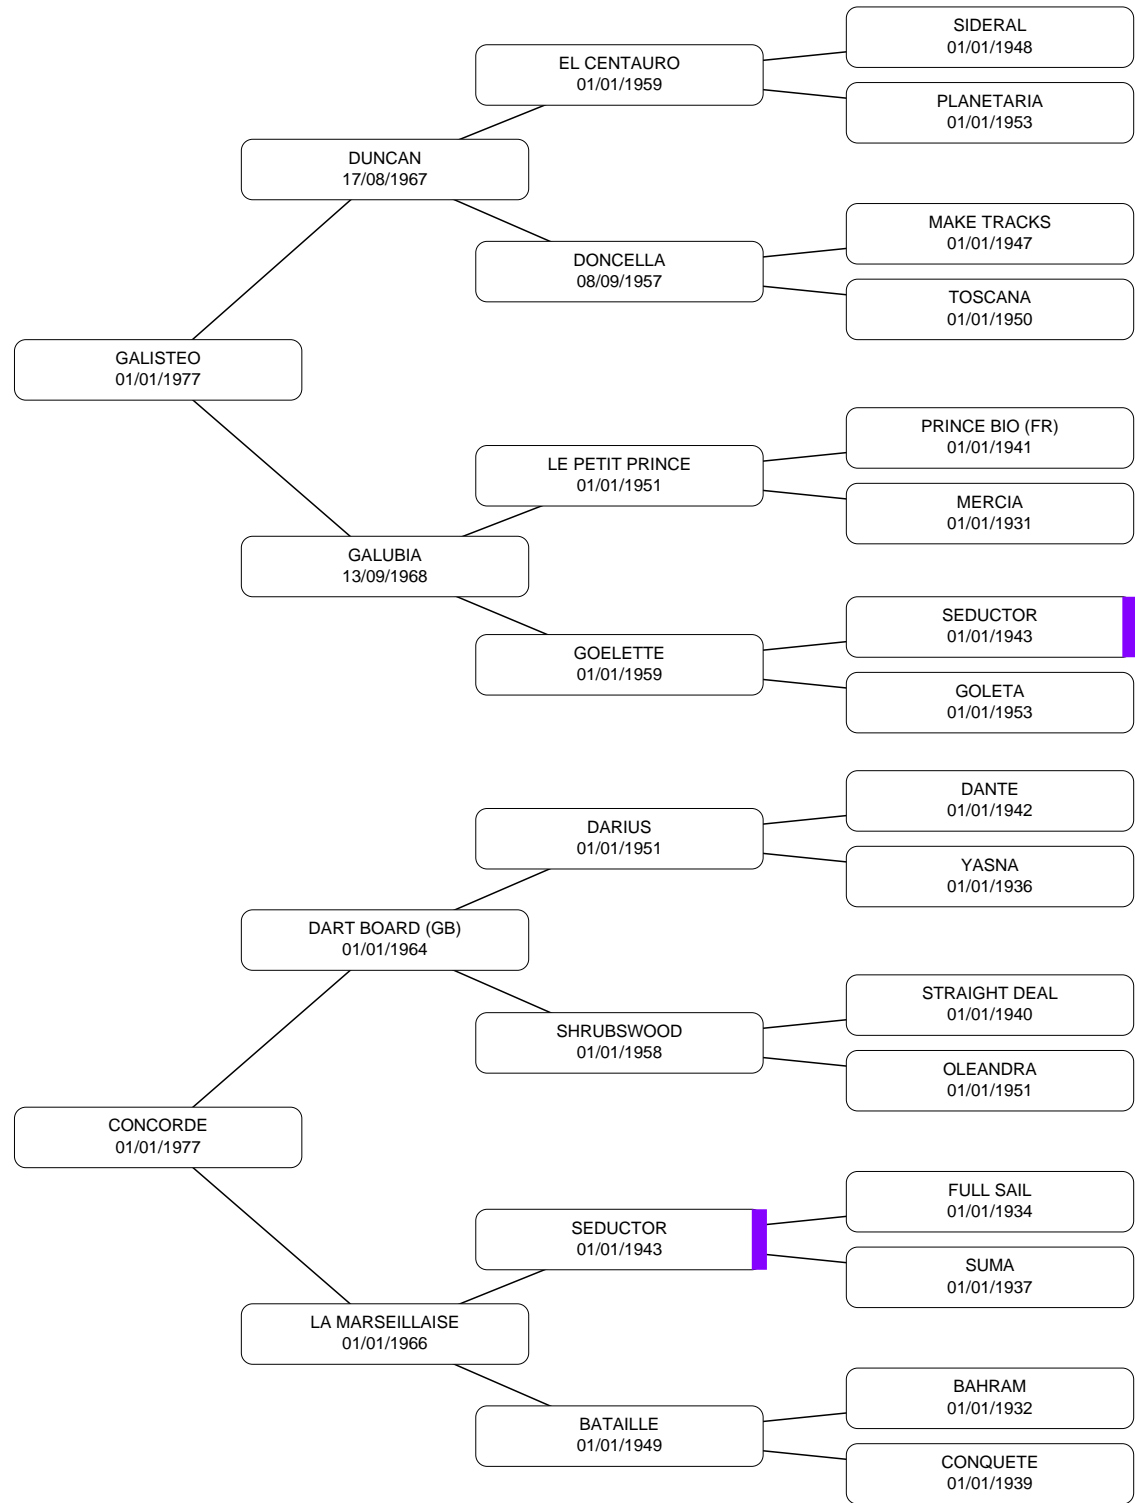 SIDERAL
01/01/1948
EL CENTAURO
01/01/1959
PLANETARIA
01/01/1953
DUNCAN
17/08/1967
MAKE TRACKS
01/01/1947
DONCELLA
08/09/1957
TOSCANA
01/01/1950
GALISTEO
01/01/1977
PRINCE BIO (FR)
01/01/1941
LE PETIT PRINCE
01/01/1951
MERCIA
01/01/1931
GALUBIA
13/09/1968
SEDUCTOR
01/01/1943
GOELETTE
01/01/1959
GOLETA
01/01/1953
DANTE
01/01/1942
DARIUS
01/01/1951
YASNA
01/01/1936
DART BOARD (GB)
01/01/1964
STRAIGHT DEAL
01/01/1940
SHRUBSWOOD
01/01/1958
OLEANDRA
01/01/1951
CONCORDE
01/01/1977
FULL SAIL
01/01/1934
SEDUCTOR
01/01/1943
SUMA
01/01/1937
LA MARSEILLAISE
01/01/1966
BAHRAM
01/01/1932
BATAILLE
01/01/1949
CONQUETE
01/01/1939